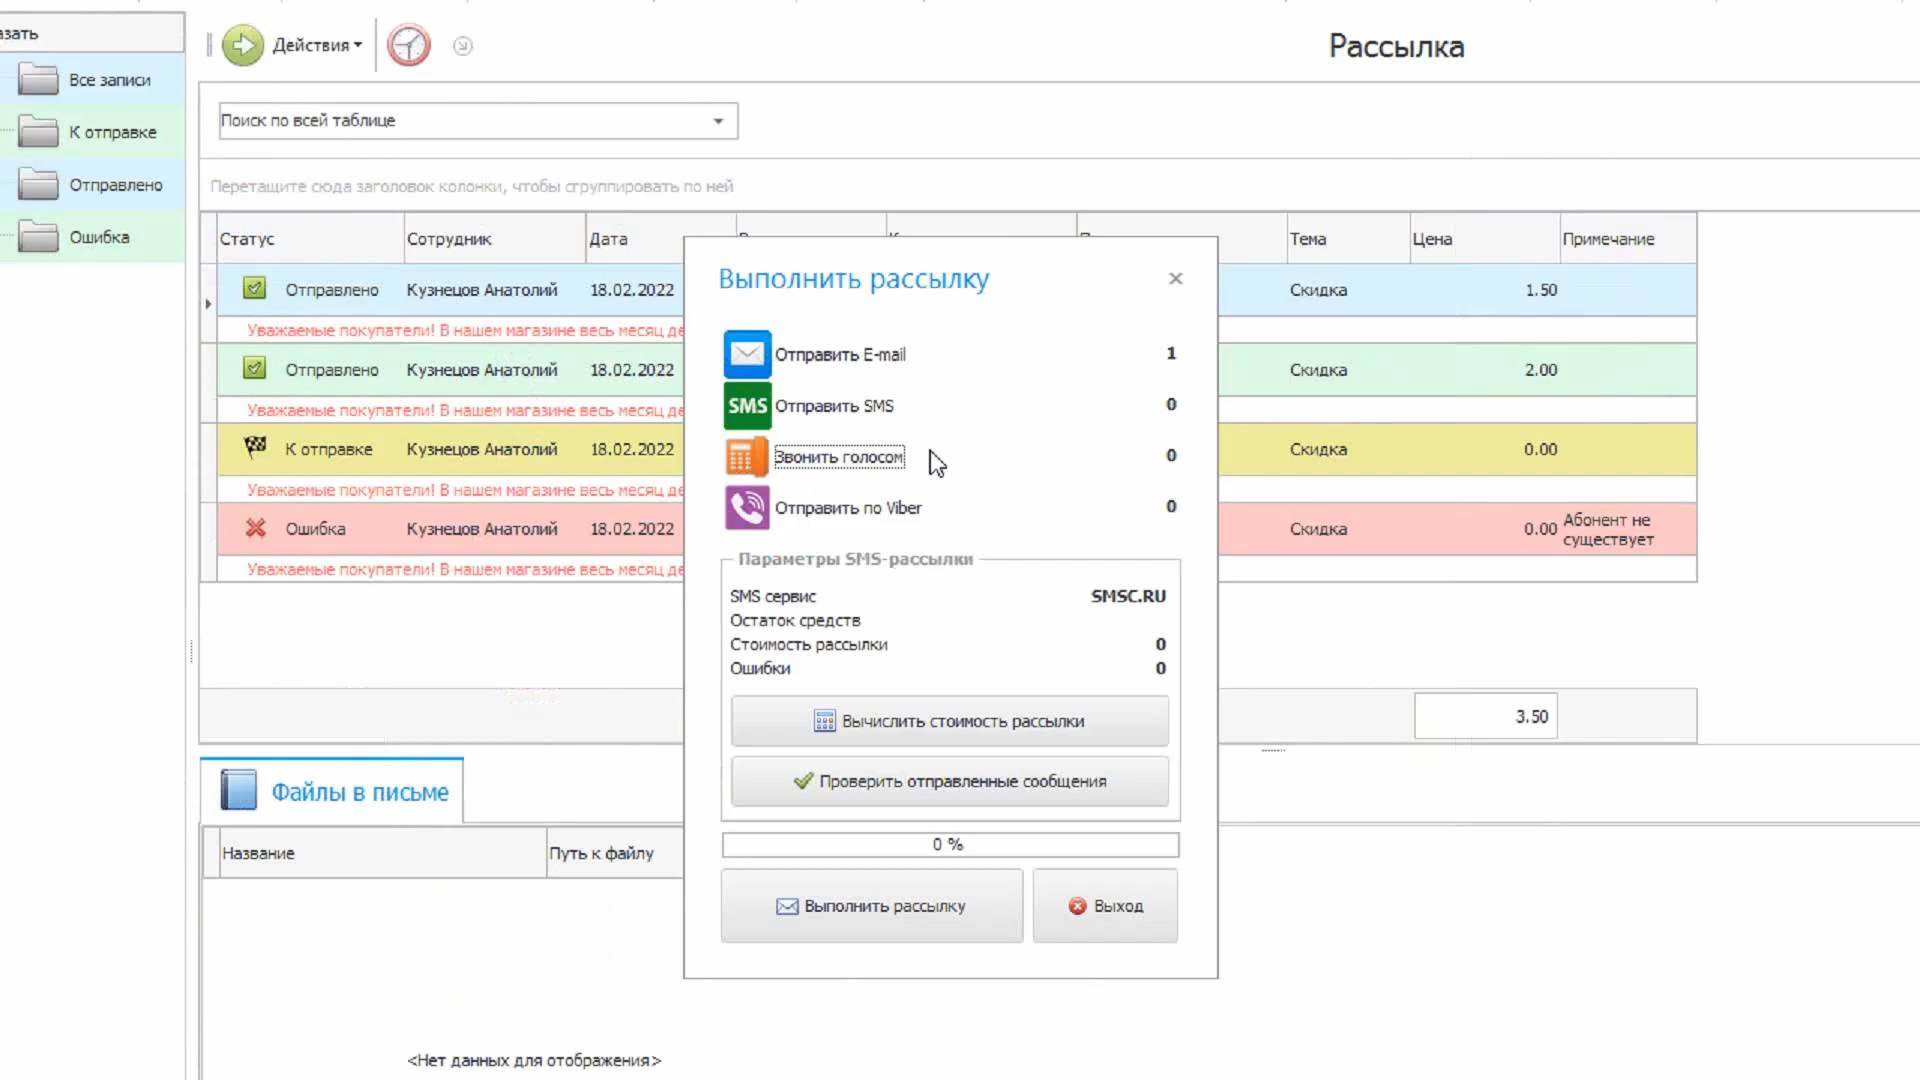 азать
Все записи
К отправке
Отправлено
Ошибка
Действия
Рассылка
Поиск по всей таблице
Перетащите сюда заголовок колонки, чтобы сгруппировать по ней
Статус Сотрудник Дата Тема Цена Примечание
Отправлено Кузнецов Анатолий 18.02.2022 Скидка 1.50
Уважаемые покупатели! В нашем магазине весь месяц де
Отправлено Кузнецов Анатолий 18.02.2022 Скидка 2.00
Уважаемые покупатели! В нашем магазине весь месяц де
К отправке Кузнецов Анатолий 18.02.2022 Скидка 0.00
Уважаемые покупатели! В нашем магазине весь месяц де
Ошибка Кузнецов Анатолий 18.02.2022 Скидка 0.00 Абонент не
существует
Уважаемые покупатели! В нашем магазине весь месяц де
3.50
Выполнить рассылку
Отправить E-mail 1
SMS Отправить SMS 0
Звонить голосом 0
Отправить по Viber 0
Параметры SMS-рассылки
SMS сервис SMSC.RU
Остаток средств
Стоимость рассылки 0
Ошибки 0
Вычислить стоимость рассылки
Проверить отправленные сообщения
0 %
Выполнить рассылку
Выход
Файлы в письме
Название Путь к файлу
<Нет данных для отображения>